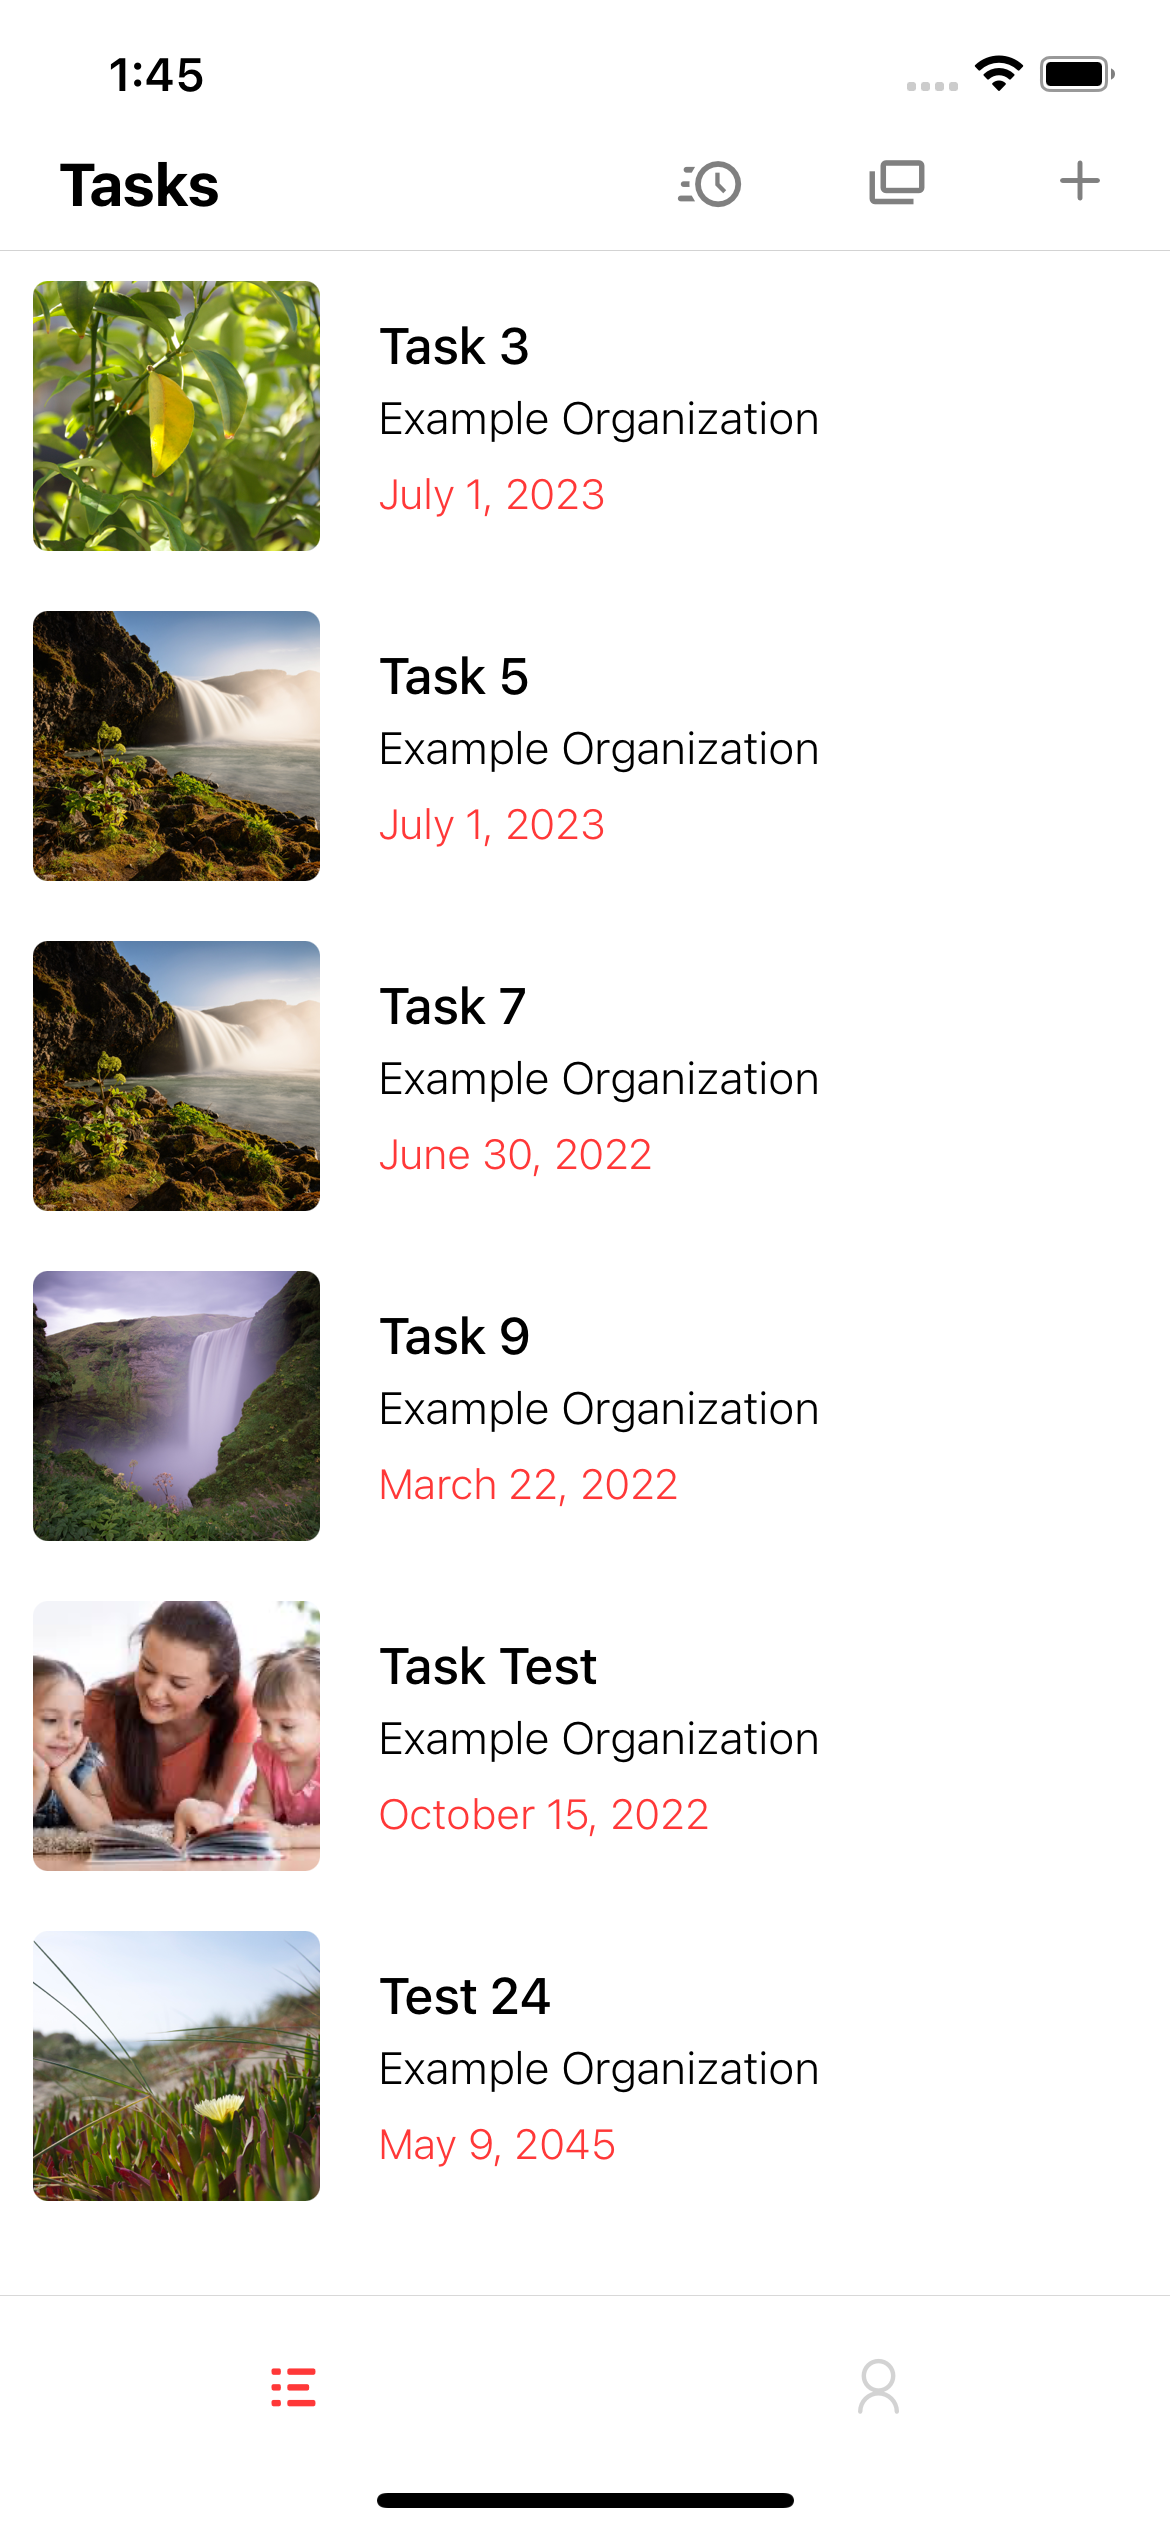 1:45
Tasks
Task 3
Example Organization
July 1, 2023
Task 5
Example Organization
July 1, 2023
Task 7
Example Organization
June 30, 2022
Task 9
Example Organization
March 22, 2022
Task Test
Example Organization
October 15, 2022
Test 24
Example Organization
May 9, 2045